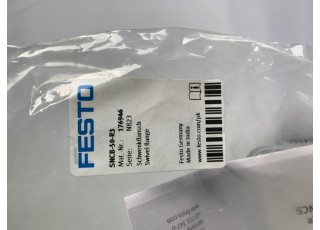 FESTO
SNCB-50-R3
Mat. Nr.: 176946
Serie: N823
Schwenkflansch
Swivel flange
Festo Germany
Made in India
www.festo.com/pk